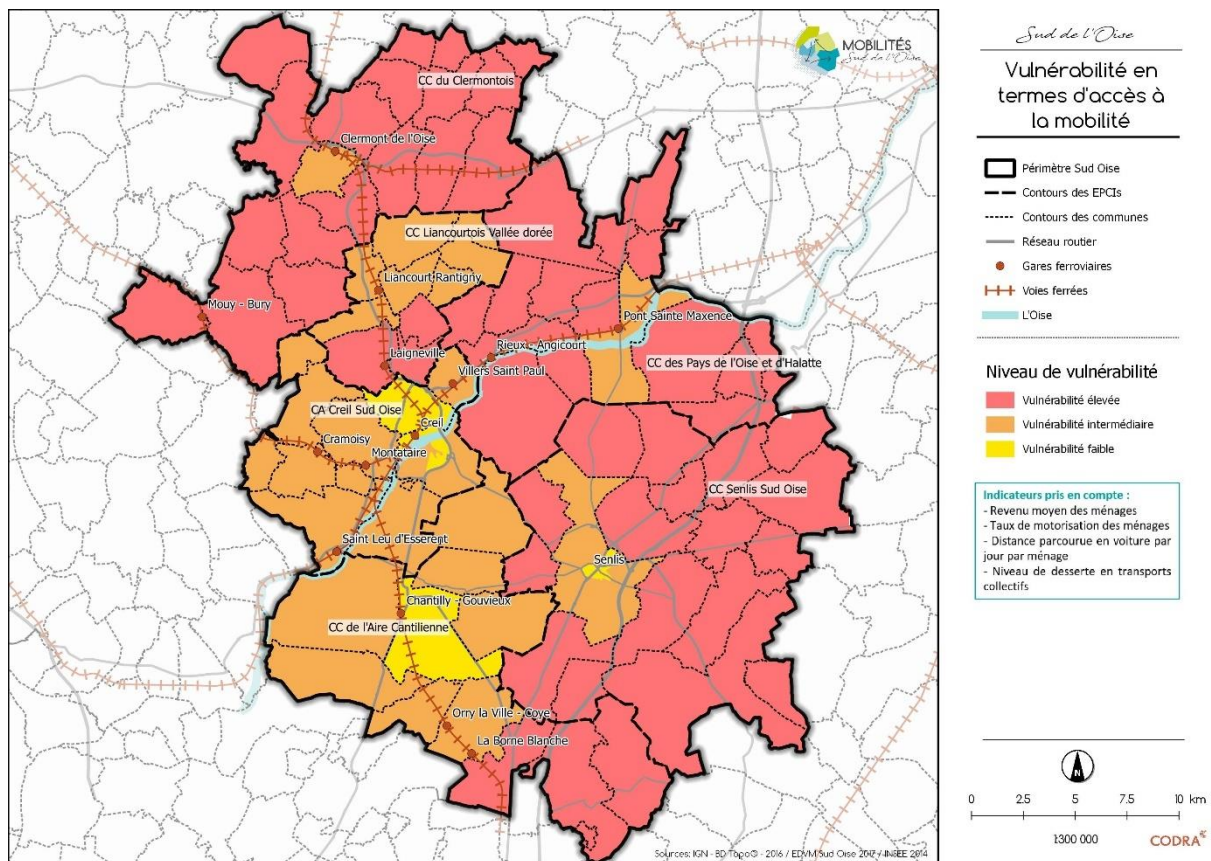 MOBILITÉS
Sud de l'Oise
CC du Clermontois
Clermont de l'Oise
CC Liancourtois Vallée dorée
Liancourt-Rantigny
Mouy - Bury
Pont Sainte Maxence
Rieux - Angicourt
Laigneville
CC des Pays de l'Oise et d'Halatte
Villers Saint Paul
CA Creil Sud Oise
Creil
Cramoisy
Montataire
CC Senlis Sud Oise
Saint Leu d'Esserent
Senlis
Chantilly - Gouvieux
CC de l'Aire Cantilienne
Orry la Ville - Coye
La Borne Blanche
Sources: IGN - BD Topo© - 2016 / EDVM Sud Oise 2017 / INSEE 2014
Sud de l'Oise
Vulnérabilité en
termes d'accès à
la mobilité
Périmètre Sud Oise
Contours des EPCIs
Contours des communes
Réseau routier
Gares ferroviaires
Voies ferrées
L'Oise
Niveau de vulnérabilité
Vulnérabilité élevée
Vulnérabilité intermédiaire
Vulnérabilité faible
Indicateurs pris en compte :
- Revenu moyen des ménages
- Taux de motorisation des ménages
- Distance parcourue en voiture par
jour par ménage
- Niveau de desserte en transports
collectifs
N
0 2.5 5 7.5 10 km
1300 000
CODRA